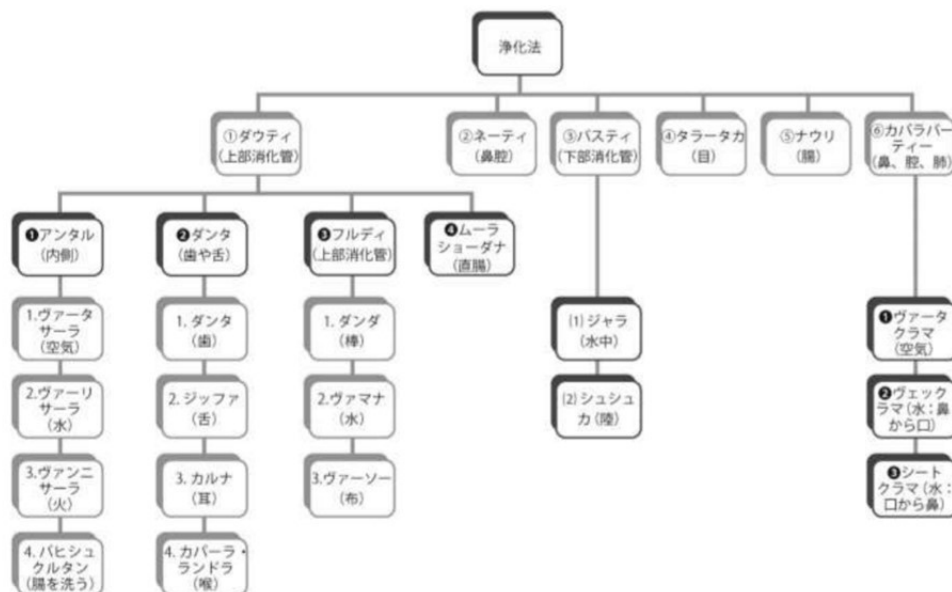 浄化法
①ダウティ
(上部消化管)
②ネーティ
(鼻腔)
③バスティ
(下部消化管)
④タラータカ
(目)
⑤ナウリ
(腸)
⑥カパラバー
ティー
(鼻、腔、肺)
❶アンタル
(内側)
1.ヴァータ
サーラ
(空気)
2.ヴァーリ
サーラ
(水)
3.ヴァンニ
サーラ
(火)
4. バヒシュ
クルタン
(腸を洗う)
❷ダンタ
(歯や舌)
1. ダンタ
(歯)
2. ジッファ
(舌)
3. カルナ
(耳)
4. カパーラ・
ランドラ
(喉)
❸フルディ
(上部消化管)
1. ダンダ
(棒)
2.ヴァマナ
(水)
3.ヴァーソー
(布)
❹ムーラ
ショーダナ
(直腸)
(1) ジャラ
(水中)
(2) シュシュ
カ (陸)
❶ヴァータ
クラマ
(空気)
❷ヴェック
ラマ (水:鼻
から口)
❸シート
クラマ (水:
口から鼻)